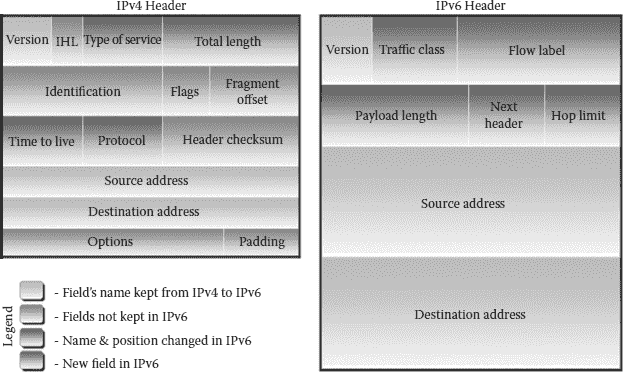 IPv4 Header
Version IHL Type of service Total length
Identification Flags Fragment offset
Time to live Protocol Header checksum
Source address
Destination address
Options Padding
IPv6 Header
Version Traffic class Flow label
Payload length Next header Hop limit
Source address
Destination address
Legend
- Field's name kept from IPv4 to IPv6
- Fields not kept in IPv6
- Name & position changed in IPv6
- New field in IPv6